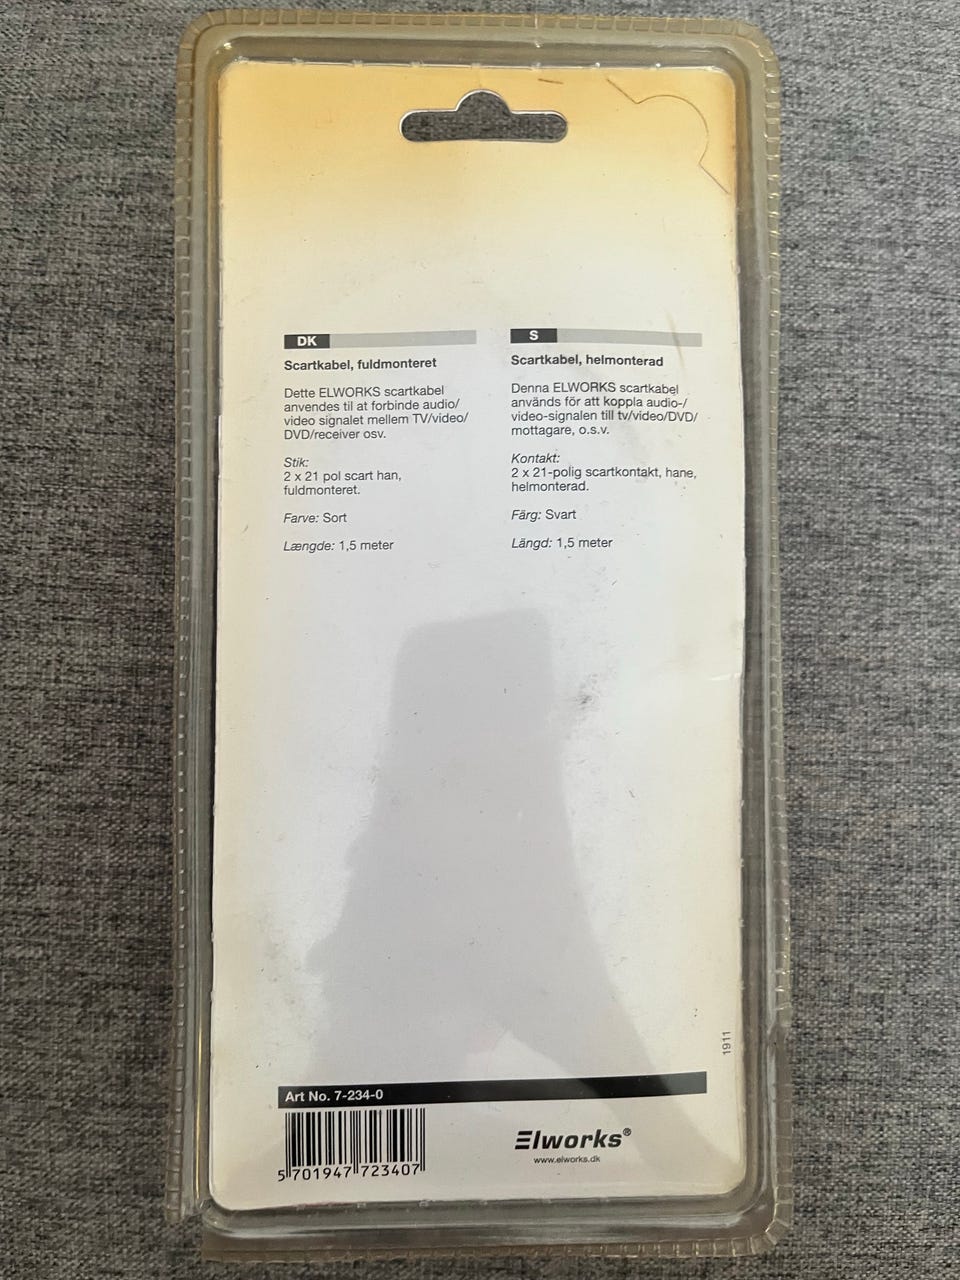 DK
Scartkabel, fuldmonteret
Dette ELWORKS scartkabel
anvendes til at forbinde audio/
video signalet mellem TV/video/
DVD/receiver osv.
Stik:
2 x 21 pol scart han,
fuldmonteret.
Farve: Sort
Længde: 1,5 meter
S
Scartkabel, helmonterad
Denna ELWORKS scartkabel
används för att koppla audio-/
video-signalen till tv/video/DVD/
mottagare, o.s.v.
Kontakt:
2 x 21-polig scartkontakt, hane,
helmonterad.
Färg: Svart
Längd: 1,5 meter
1911
Art No. 7-234-0
5 701947 723407
Elworks®
www.elworks.dk